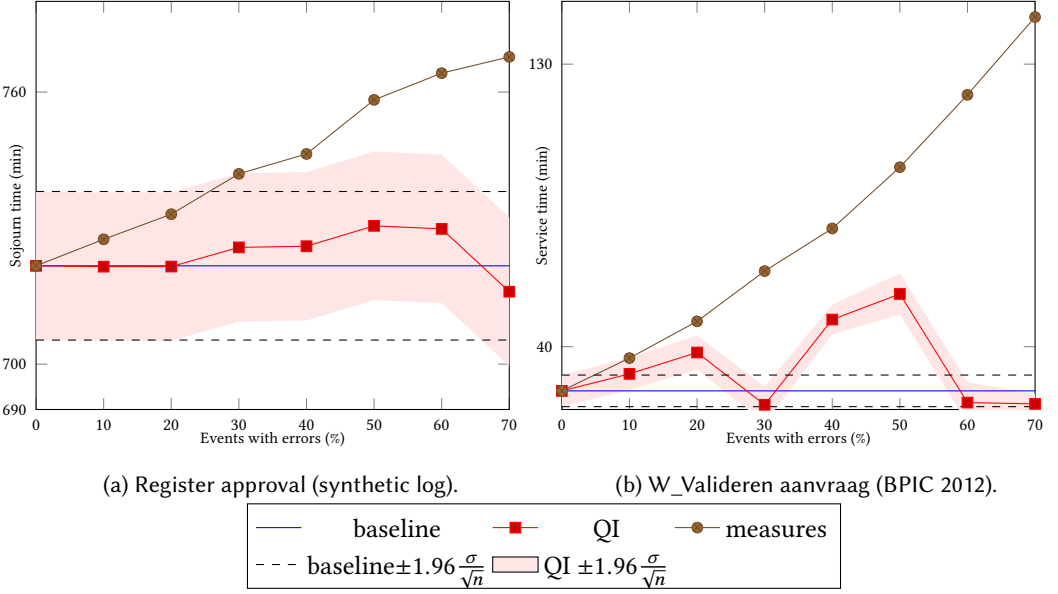 760
700
690
Sojourn time (min)
0 10 20 30 40 50 60 70
Events with errors (%)
(a) Register approval (synthetic log).
130
40
Service time (min)
0 10 20 30 40 50 60 70
Events with errors (%)
(b) W_Valideren aanvraag (BPIC 2012).
baseline QI measures
baseline±1.96 σ/√n QI ±1.96 σ/√n